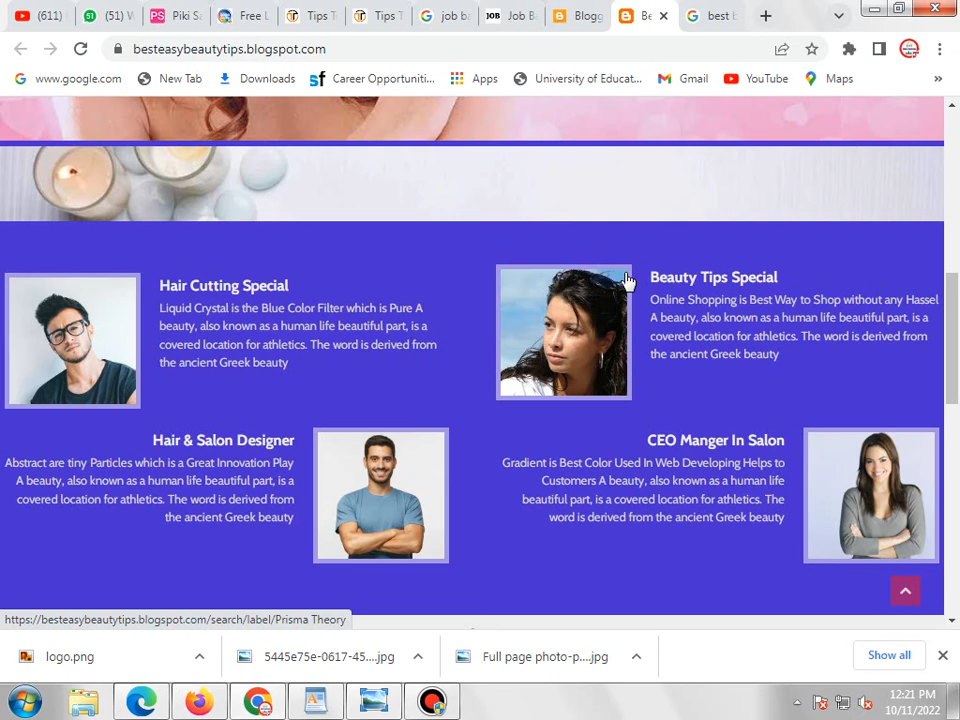 (611)
(51) W
Piki Sa
Free L
Tips T
Tips T
job ba
JOB
Job B
Blogg
Be
best b
besteasybeautytips.blogspot.com
www.google.com
New Tab
Downloads
Career Opportuniti...
Apps
University of Educat...
Gmail
YouTube
Maps
»
Hair Cutting Special
Liquid Crystal is the Blue Color Filter which is Pure A
beauty, also known as a human life beautiful part, is a
covered location for athletics. The word is derived from
the ancient Greek beauty
Beauty Tips Special
Online Shopping is Best Way to Shop without any Hassel
A beauty, also known as a human life beautiful part, is a
covered location for athletics. The word is derived from
the ancient Greek beauty
Hair & Salon Designer
Abstract are tiny Particles which is a Great Innovation Play
A beauty, also known as a human life beautiful part, is a
covered location for athletics. The word is derived from
the ancient Greek beauty
CEO Manger In Salon
Gradient is Best Color Used In Web Developing Helps to
Customers A beauty, also known as a human life
beautiful part, is a covered location for athletics. The
word is derived from the ancient Greek beauty
https://besteasybeautytips.blogspot.com/search/label/Prisma Theory
logo.png
5445e75e-0617-45....jpg
Full page photo-p....jpg
Show all
12:21 PM
10/11/2022